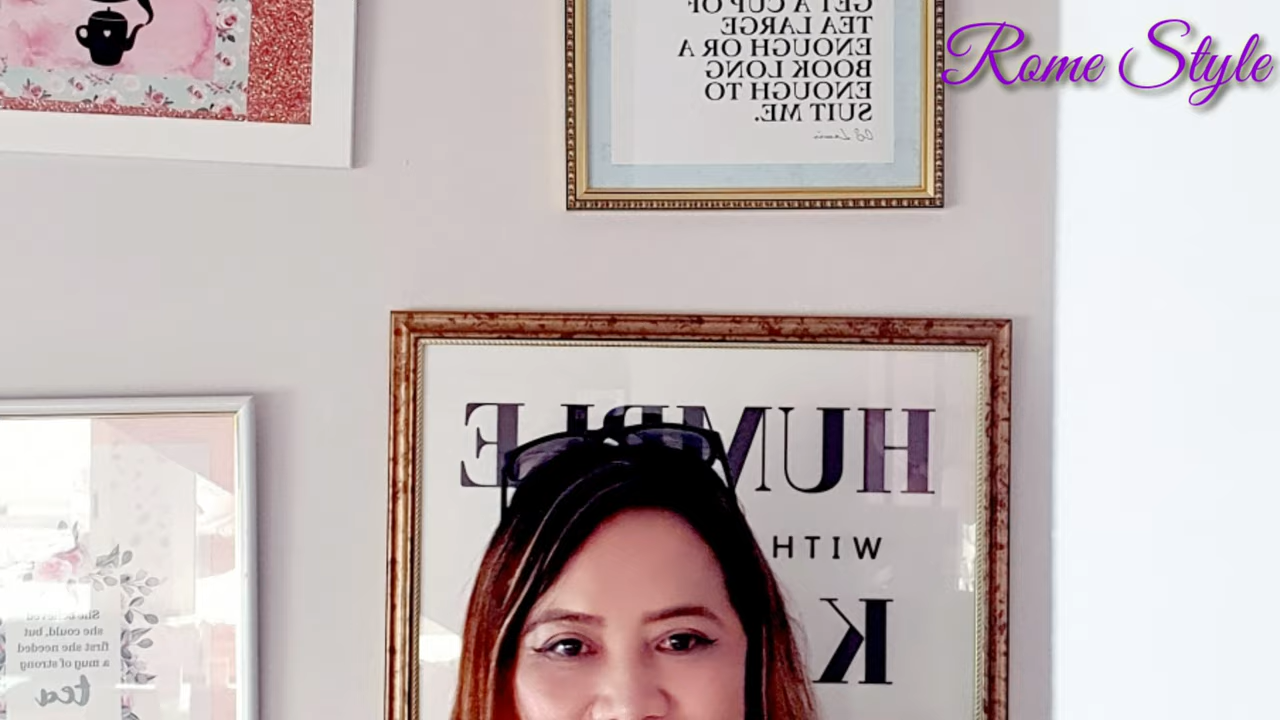 Rome Style
GET A CUP OF
TEA LARGE
ENOUGH OR A
BOOK LONG
ENOUGH TO
SUIT ME.
HUMBLE
WITH
K
She believed
she could, but
first she needed
a mug of strong
tea